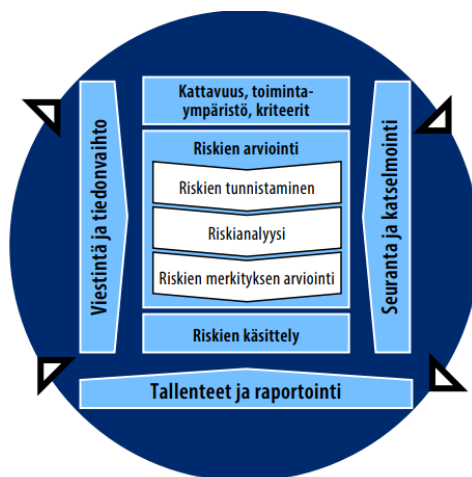 Kattavuus, toiminta-
ympäristö, kriteerit
Viestintä ja tiedonvaihto
Riskien arviointi
Riskien tunnistaminen
Riskianalyysi
Riskien merkityksen arviointi
Seuranta ja katselmointi
Riskien käsittely
Tallenteet ja raportointi